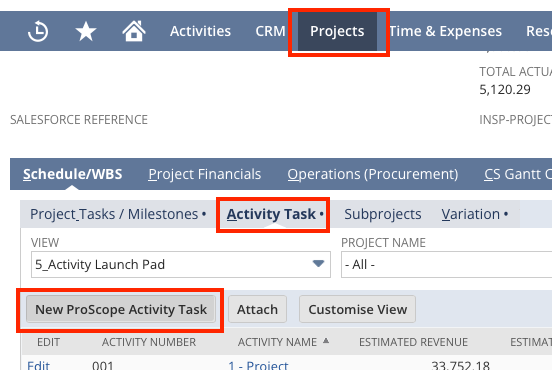 Activities CRM Projects Time & Expenses Res
TOTAL ACTUA
5,120.29
SALESFORCE REFERENCE INSP-PROJECT
Schedule/WBS Project Financials Operations (Procurement) CS Gantt C
Project Tasks / Milestones • Activity Task • Subprojects Variation •
VIEW PROJECT NAME
5_Activity Launch Pad - All -
New ProScope Activity Task Attach Customise View
EDIT ACTIVITY NUMBER ACTIVITY NAME ▲ ESTIMATED REVENUE ESTIMAT
Edit 001 1 - Project 33,752.18